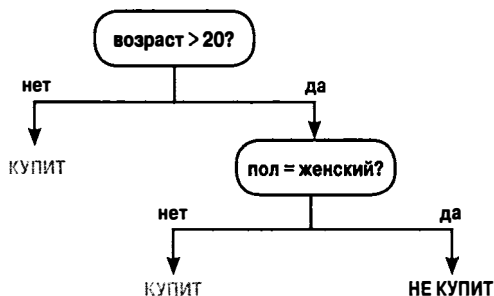 возраст > 20?
нет
да
КУПИТ
пол = женский?
нет
да
КУПИТ
НЕ КУПИТ